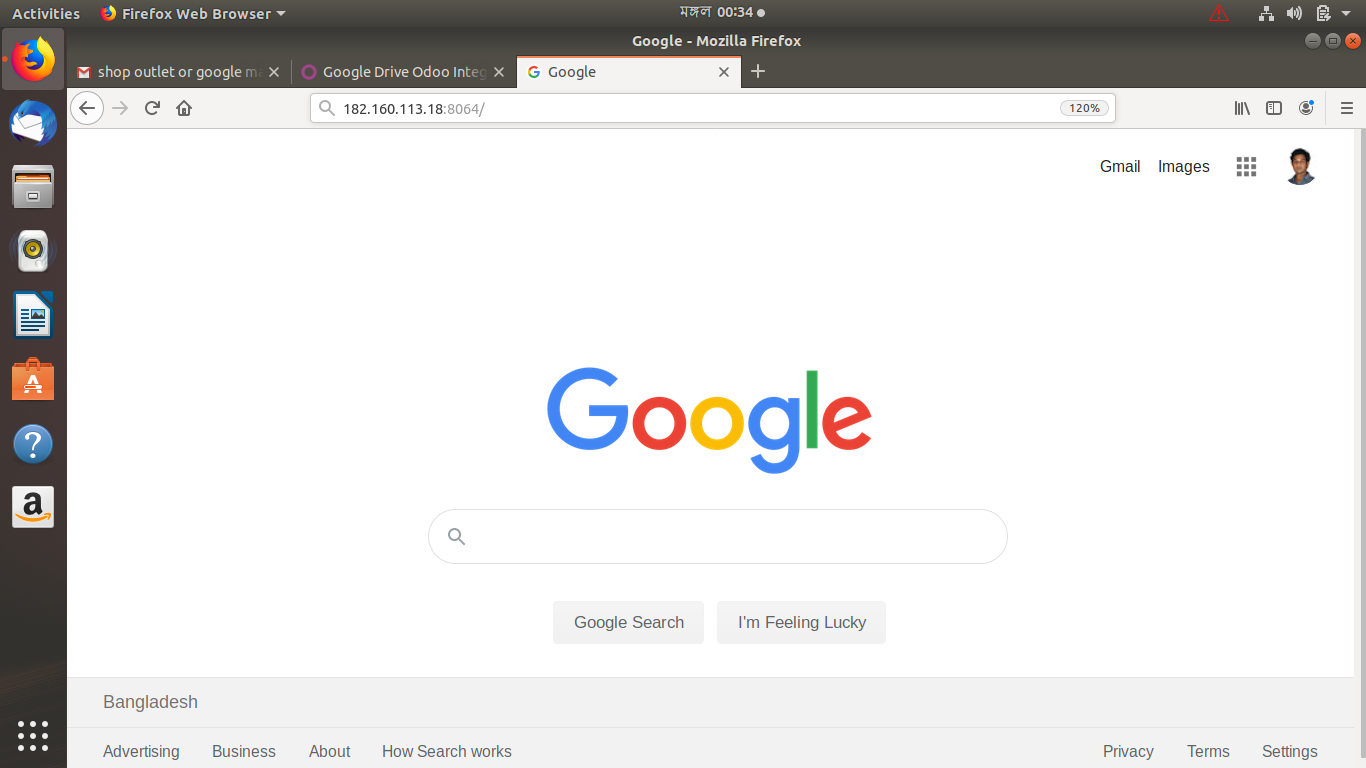 Activities Firefox Web Browser মঙ্গল 00:34
Google - Mozilla Firefox
shop outlet or google ma Google Drive Odoo Integ Google
182.160.113.18:8064/ 120%
Gmail Images
Google
Google Search I'm Feeling Lucky
Bangladesh
Advertising Business About How Search works Privacy Terms Settings